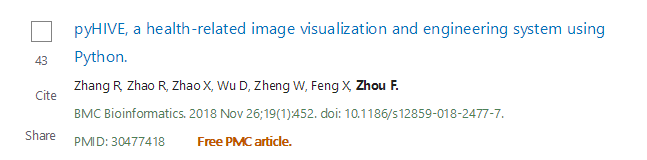 pyHIVE, a health-related image visualization and engineering system using
Python.
43
Zhang R, Zhao R, Zhao X, Wu D, Zheng W, Feng X, Zhou F.
Cite
BMC Bioinformatics. 2018 Nov 26;19(1):452. doi: 10.1186/s12859-018-2477-7.
Share
PMID: 30477418 Free PMC article.